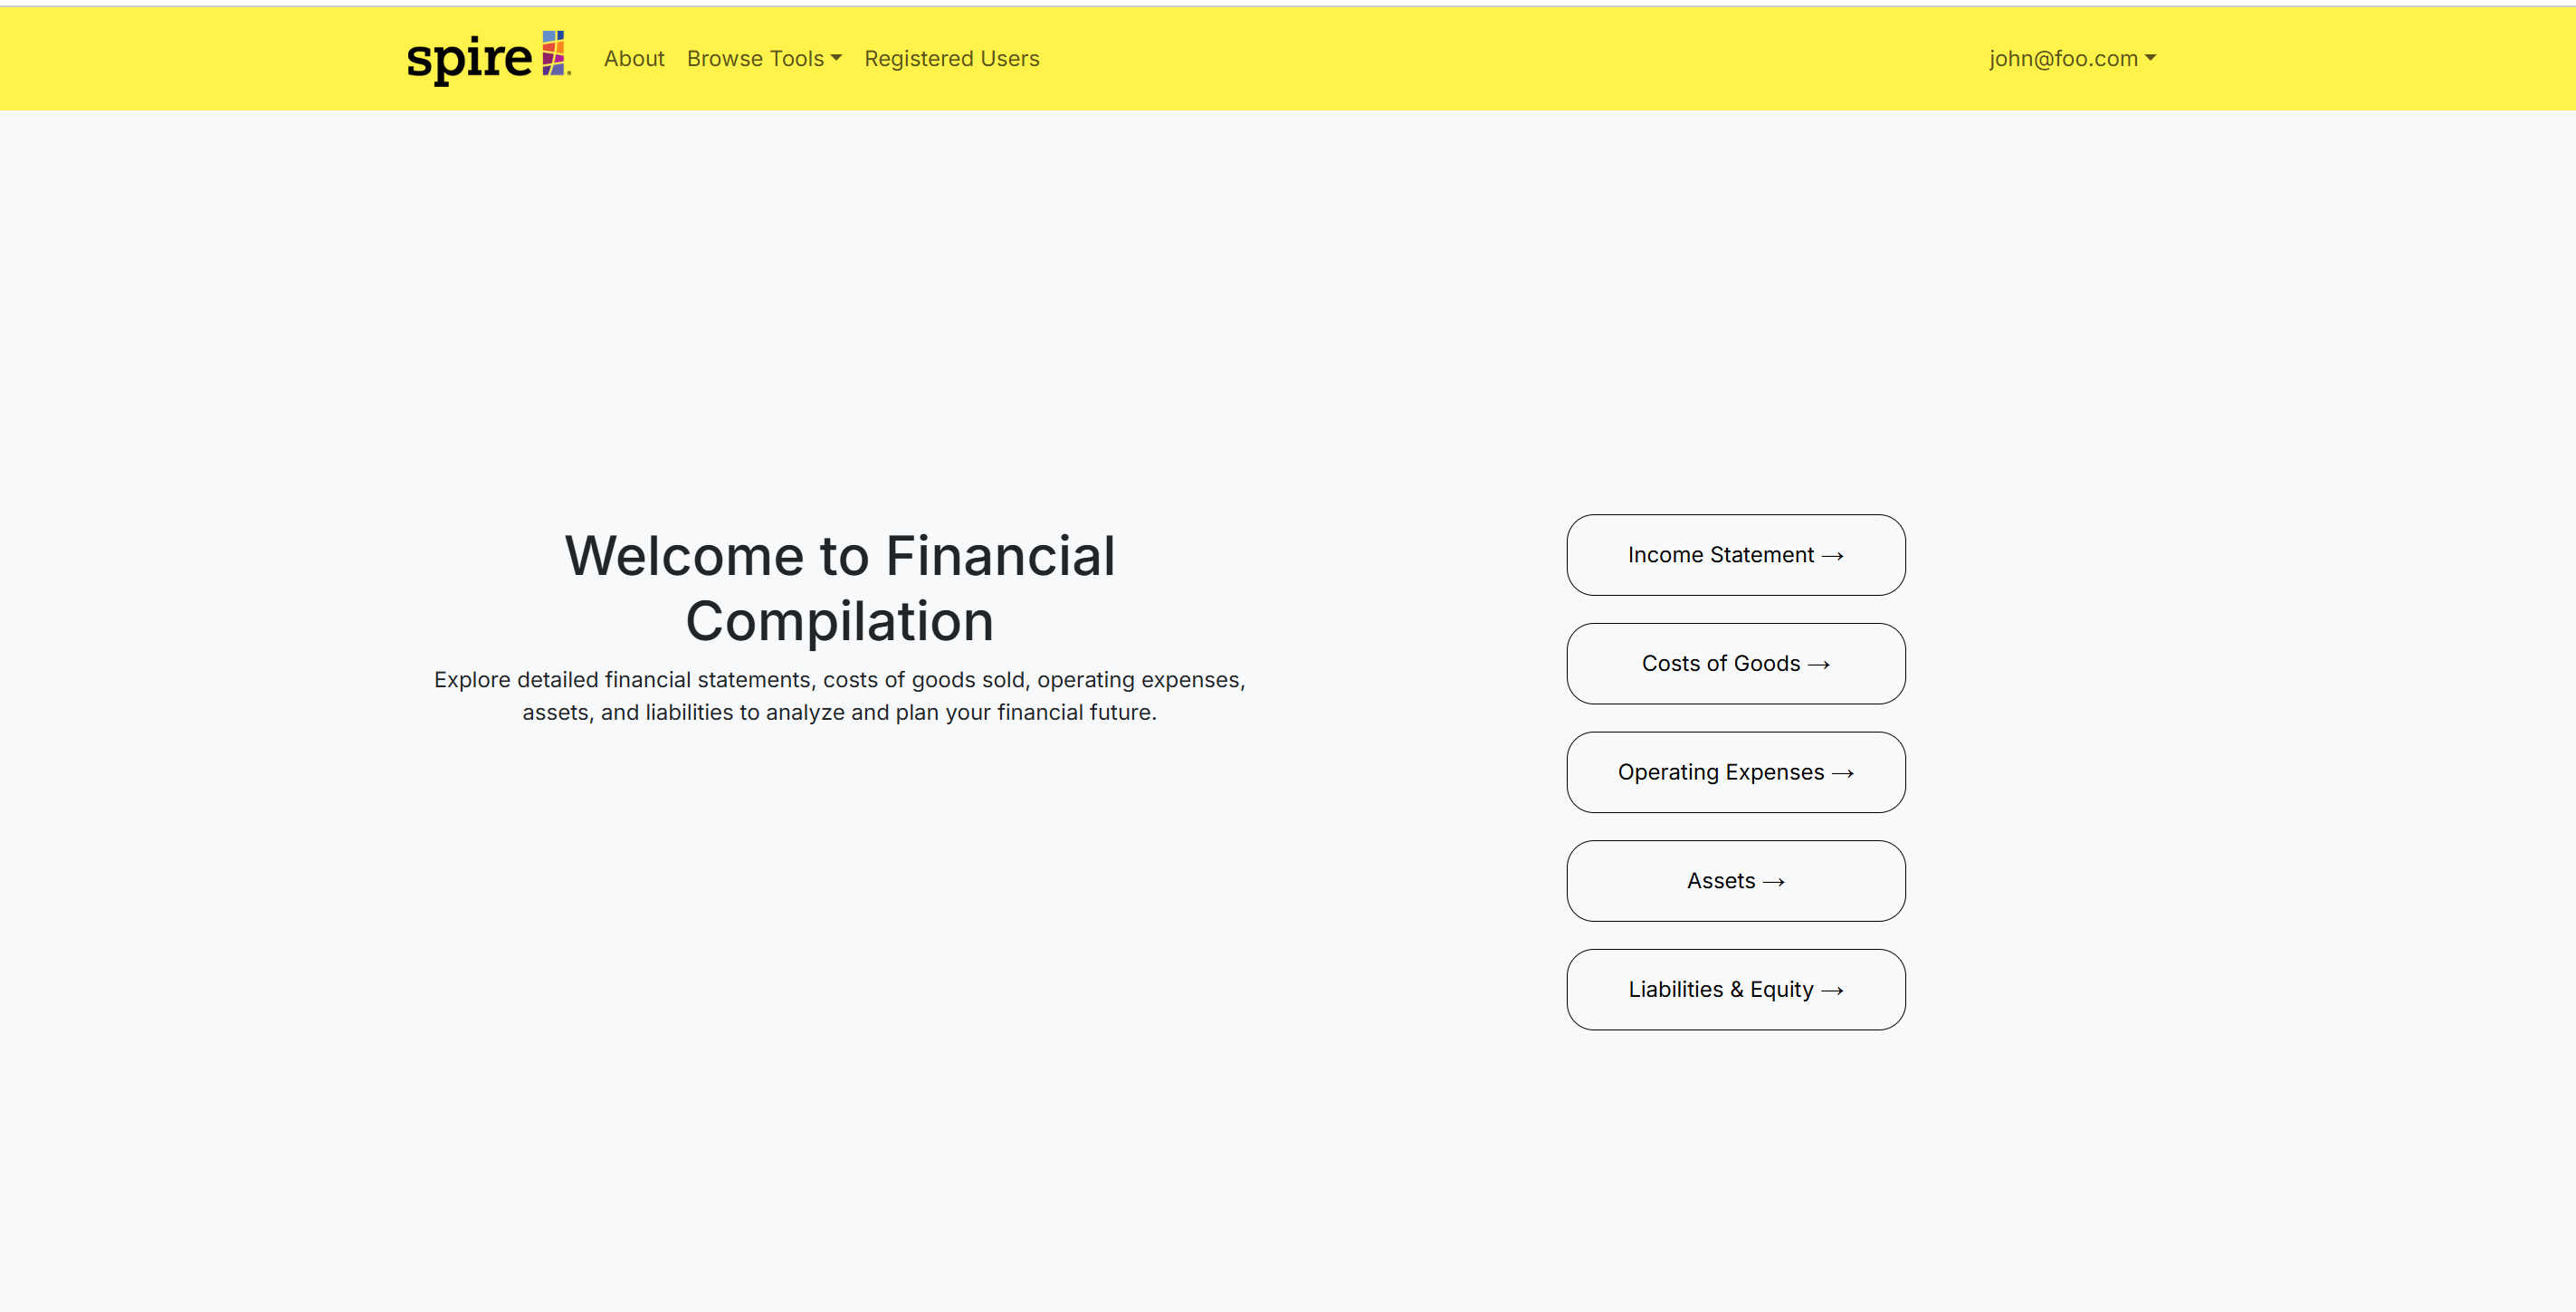 spire
About
Browse Tools
Registered Users
john@foo.com
Welcome to Financial
Compilation
Explore detailed financial statements, costs of goods sold, operating expenses,
assets, and liabilities to analyze and plan your financial future.
Income Statement →
Costs of Goods →
Operating Expenses →
Assets →
Liabilities & Equity →